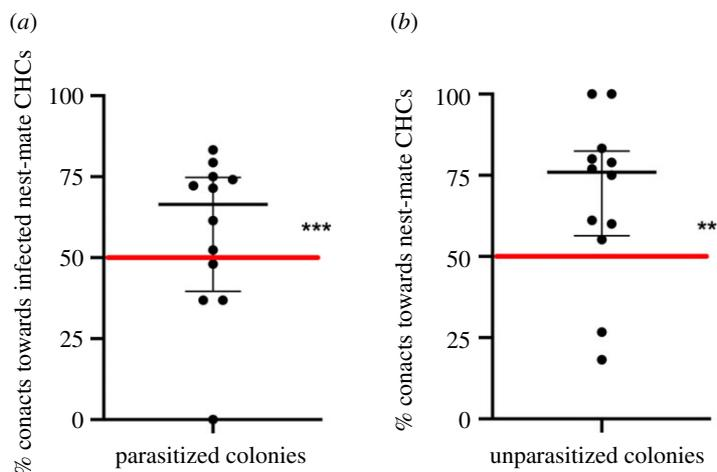 (a)
% conacts towards infected nest-mate CHCs
100
75
50
25
0
***
parasitized colonies
(b)
% conacts towards nest-mate CHCs
100
75
50
25
0
**
unparasitized colonies